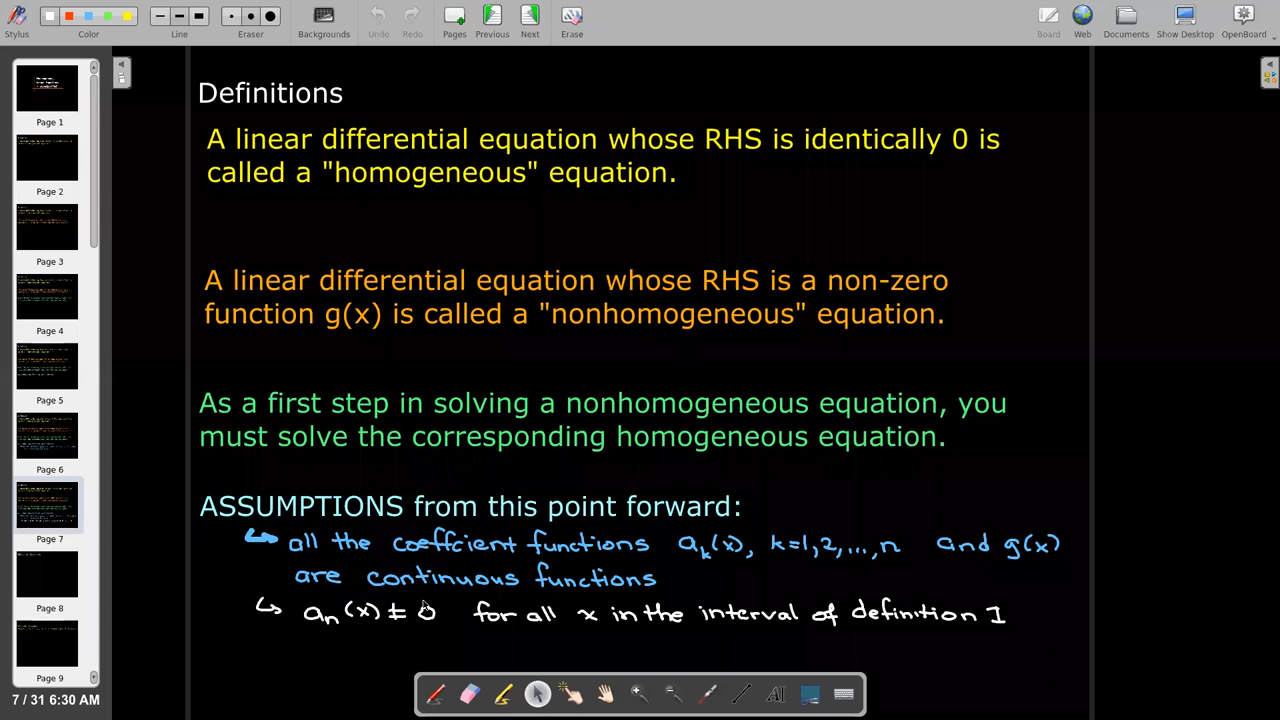 Stylus
Color
Line
Eraser
Backgrounds
Undo
Redo
Pages
Previous
Next
Erase
Board
Web
Documents
Show Desktop
OpenBoard
Page 1
Page 2
Page 3
Page 4
Page 5
Page 6
Page 7
Page 8
Page 9
7 / 31 6:30 AM
Definitions
A linear differential equation whose RHS is identically 0 is
called a "homogeneous" equation.
A linear differential equation whose RHS is a non-zero
function g(x) is called a "nonhomogeneous" equation.
As a first step in solving a nonhomogeneous equation, you
must solve the corresponding homogeneous equation.
ASSUMPTIONS from this point forward:
↳ all the coeffcient functions aₖ(x), k=1,2,...,n and g(x)
are continuous functions
↳ aₙ(x) ≠ 0 for all x in the interval of definition I
AI